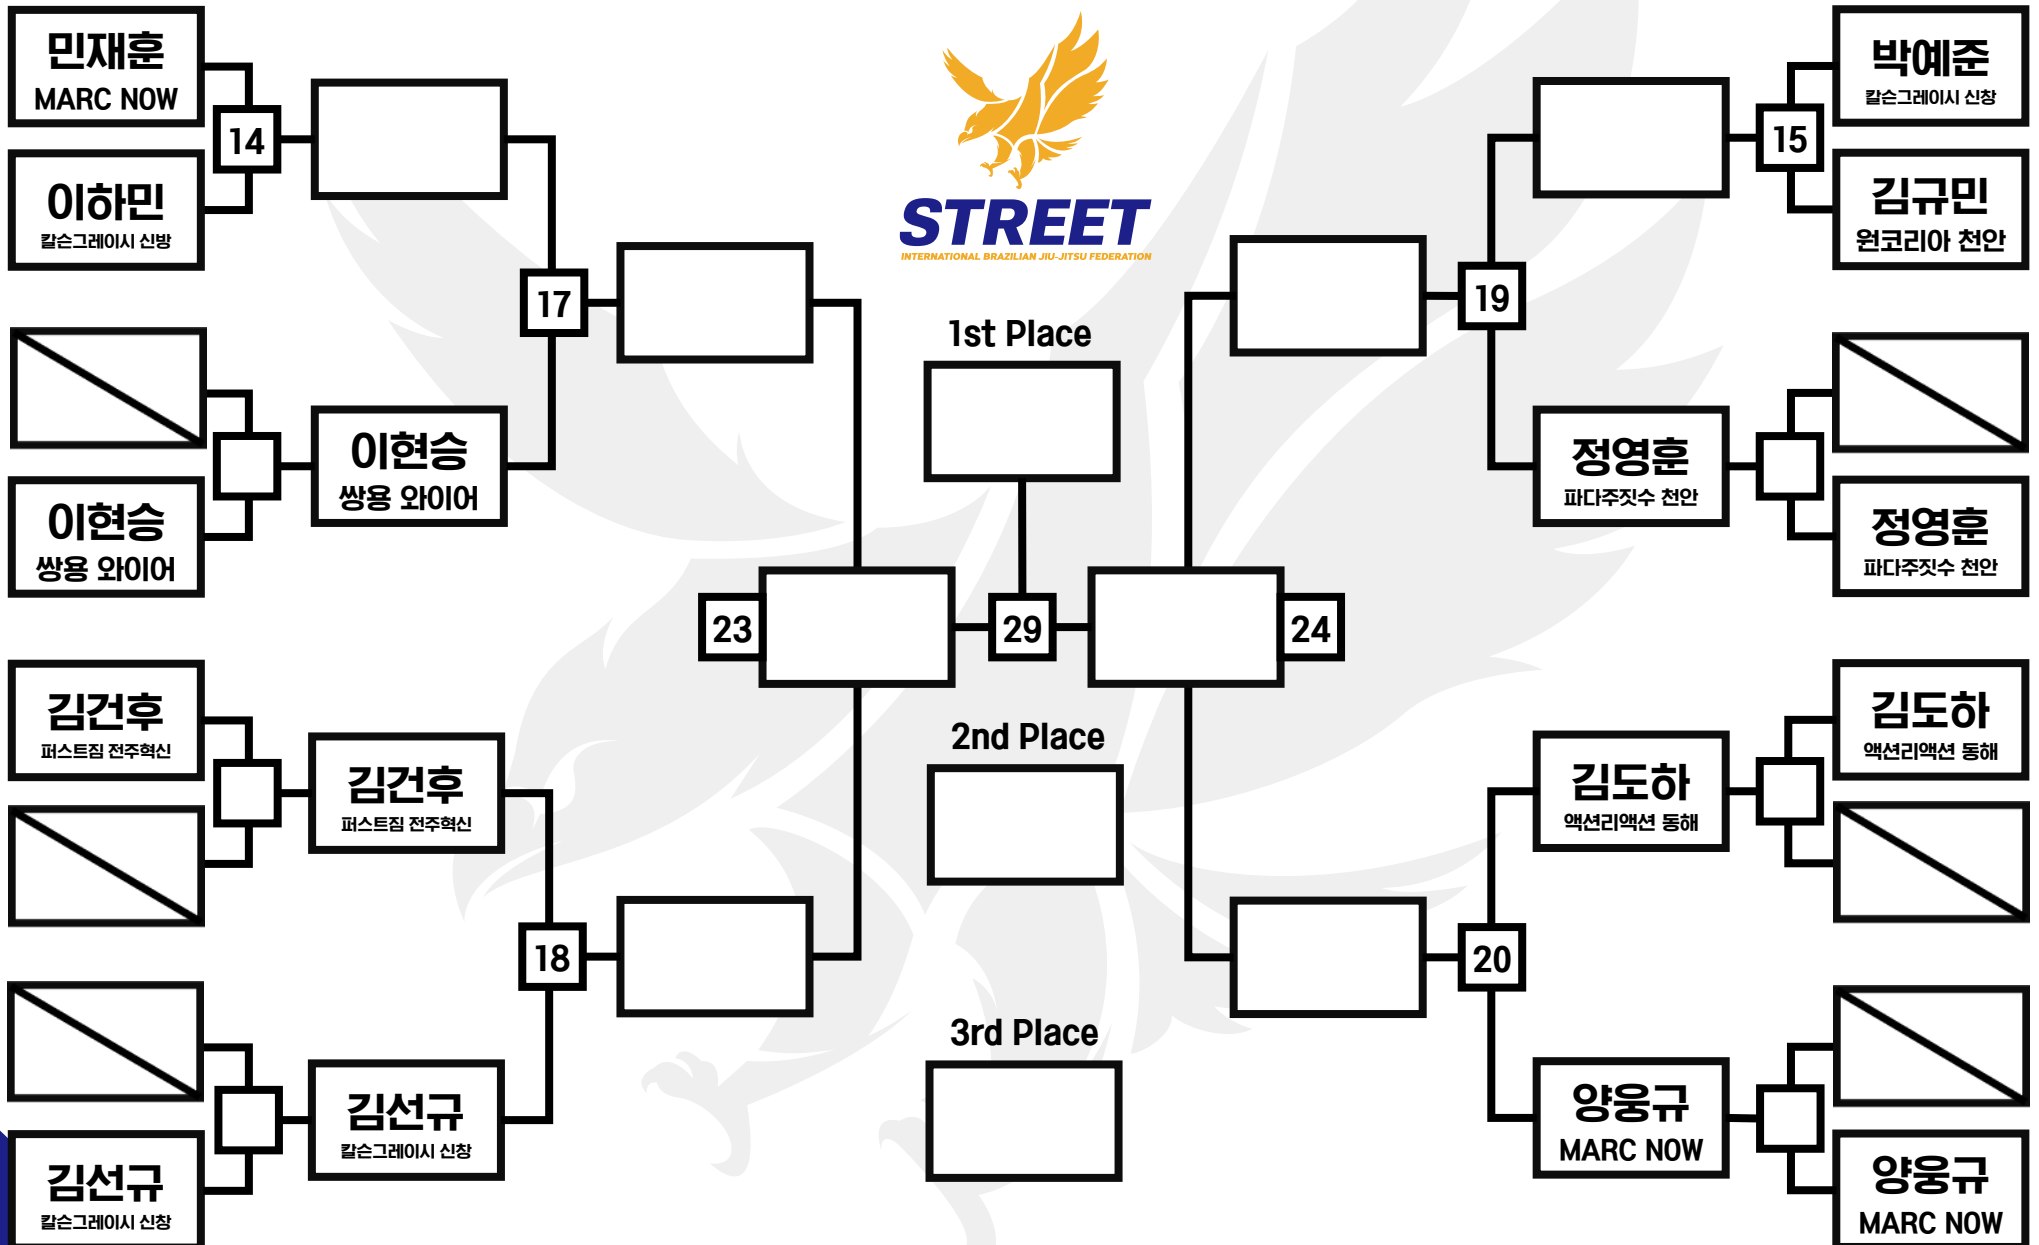 민재훈
MARC NOW
14
이하민
칼슨그레이시 신방
17
이현승
쌍용 와이어
이현승
쌍용 와이어
김건후
퍼스트짐 전주혁신
김건후
퍼스트짐 전주혁신
18
김선규
칼슨그레이시 신창
김선규
칼슨그레이시 신창
STREET
INTERNATIONAL BRAZILIAN JIU-JITSU FEDERATION
1st Place
23
29
24
2nd Place
3rd Place
박예준
칼슨그레이시 신창
15
김규민
원코리아 천안
19
정영훈
파다주짓수 천안
정영훈
파다주짓수 천안
김도하
액션리액션 동해
김도하
액션리액션 동해
20
양웅규
MARC NOW
양웅규
MARC NOW